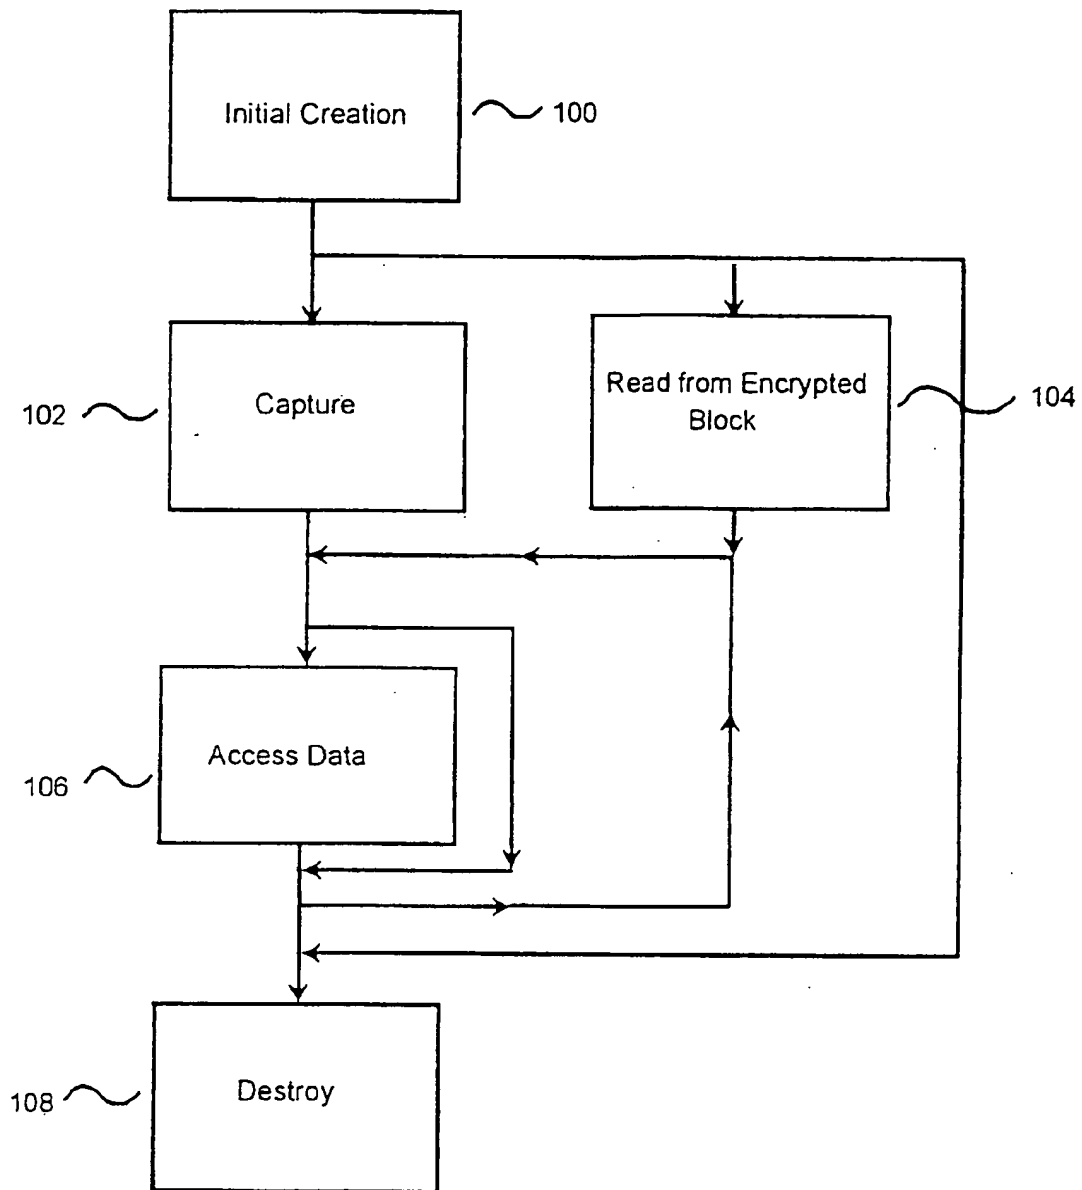 Initial Creation
100
Capture
102
Read from Encrypted
Block
104
Access Data
106
Destroy
108